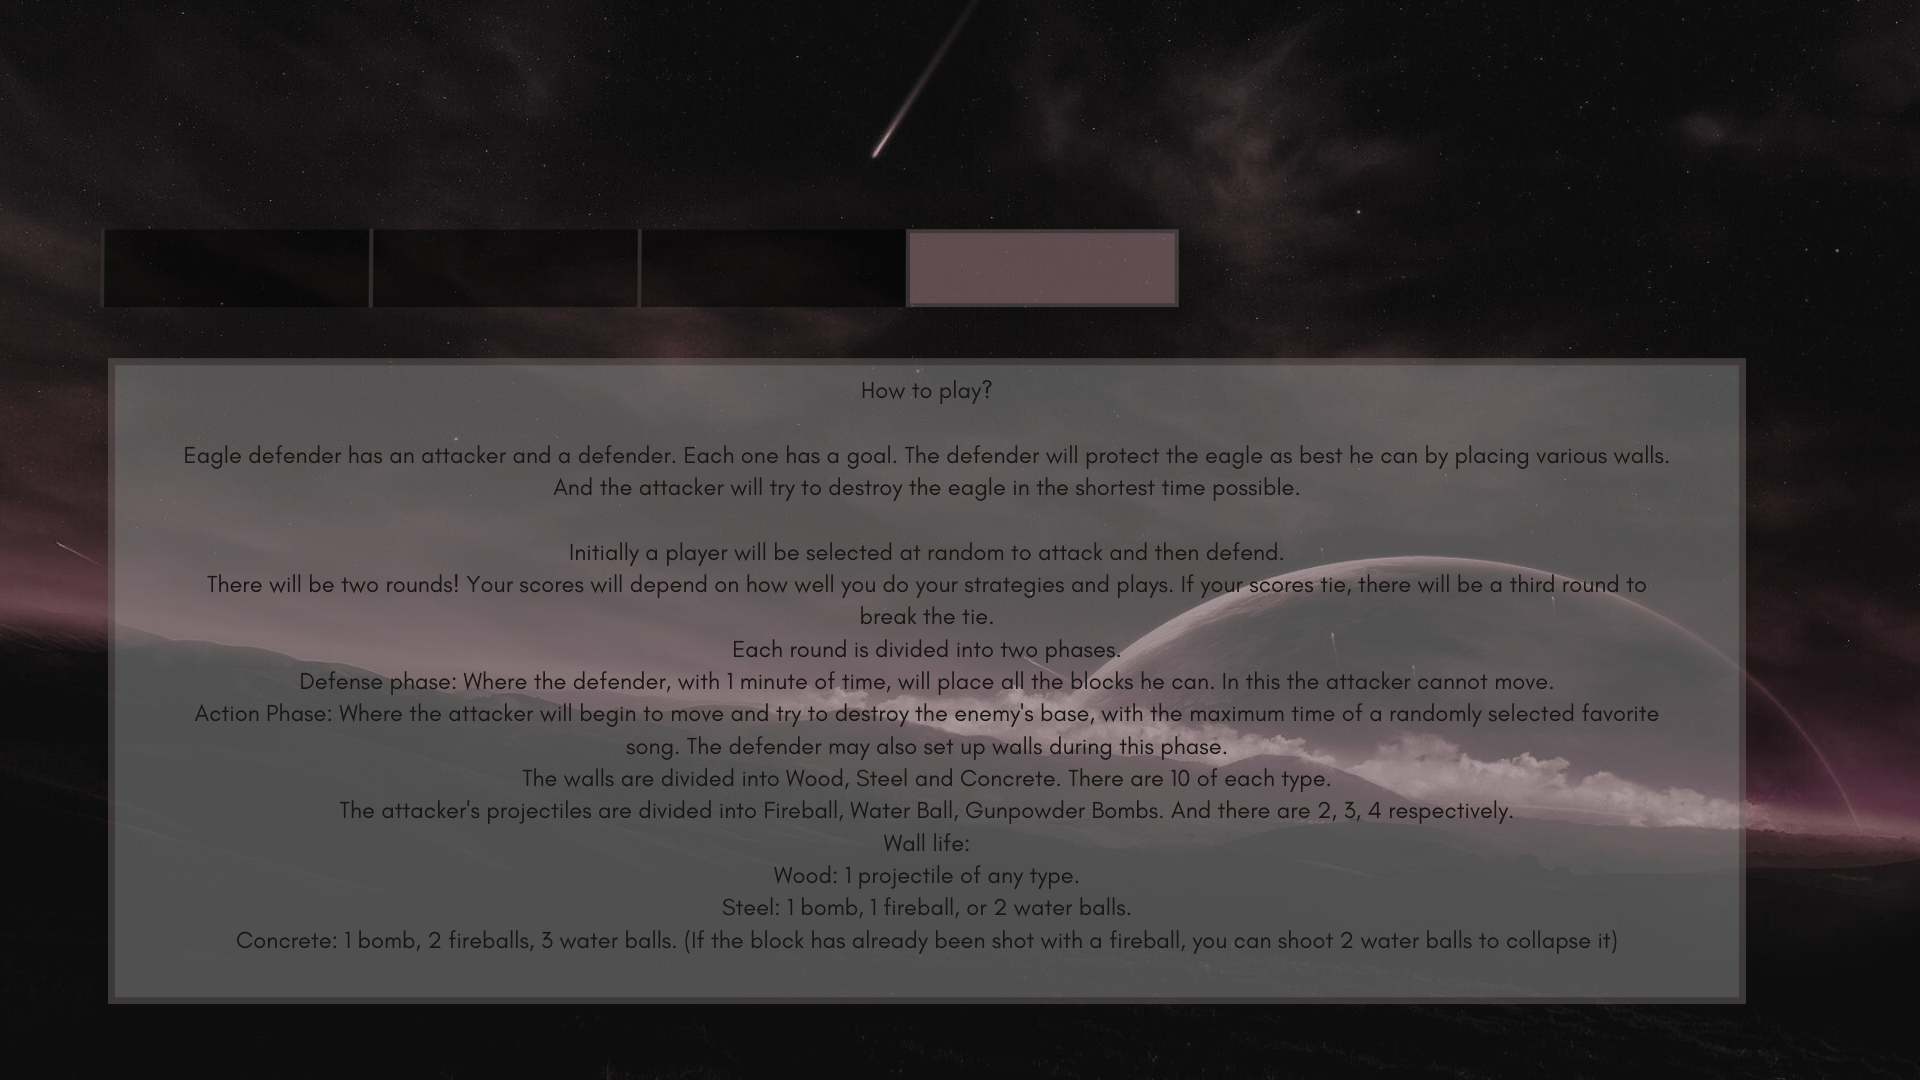 How to play?
Eagle defender has an attacker and a defender. Each one has a goal. The defender will protect the eagle as best he can by placing various walls.
And the attacker will try to destroy the eagle in the shortest time possible.
Initially a player will be selected at random to attack and then defend.
There will be two rounds! Your scores will depend on how well you do your strategies and plays. If your scores tie, there will be a third round to
break the tie.
Each round is divided into two phases.
Defense phase: Where the defender, with 1 minute of time, will place all the blocks he can. In this the attacker cannot move.
Action Phase: Where the attacker will begin to move and try to destroy the enemy's base, with the maximum time of a randomly selected favorite
song. The defender may also set up walls during this phase.
The walls are divided into Wood, Steel and Concrete. There are 10 of each type.
The attacker's projectiles are divided into Fireball, Water Ball, Gunpowder Bombs. And there are 2, 3, 4 respectively.
Wall life:
Wood: 1 projectile of any type.
Steel: 1 bomb, 1 fireball, or 2 water balls.
Concrete: 1 bomb, 2 fireballs, 3 water balls. (If the block has already been shot with a fireball, you can shoot 2 water balls to collapse it)